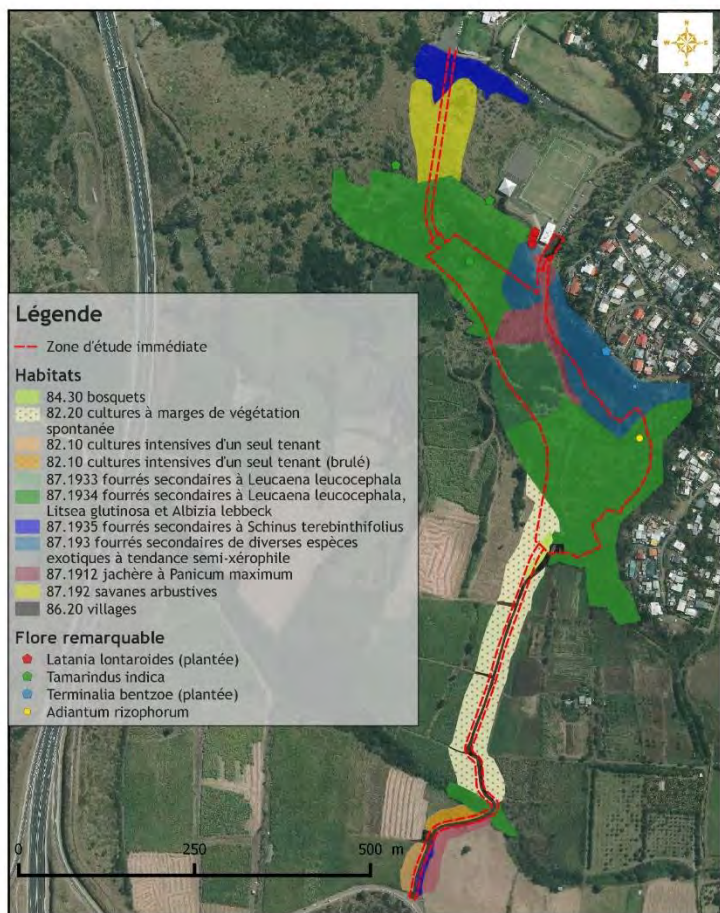 N
W E
S
Légende
Zone d'étude immédiate
Habitats
84.30 bosquets
82.20 cultures à marges de végétation
spontanée
82.10 cultures intensives d'un seul tenant
82.10 cultures intensives d'un seul tenant (brulé)
87.1933 fourrés secondaires à Leucaena leucocephala
87.1934 fourrés secondaires à Leucaena leucocephala,
Litsea glutinosa et Albizia lebbeck
87.1935 fourrés secondaires à Schinus terebinthifolius
87.193 fourrés secondaires de diverses espèces
exotiques à tendance semi-xérophile
87.1912 jachère à Panicum maximum
87.192 savanes arbustives
86.20 villages
Flore remarquable
Latania lontaroides (plantée)
Tamarindus indica
Terminalia bentzoe (plantée)
Adiantum rizophorum
0 250 500 m